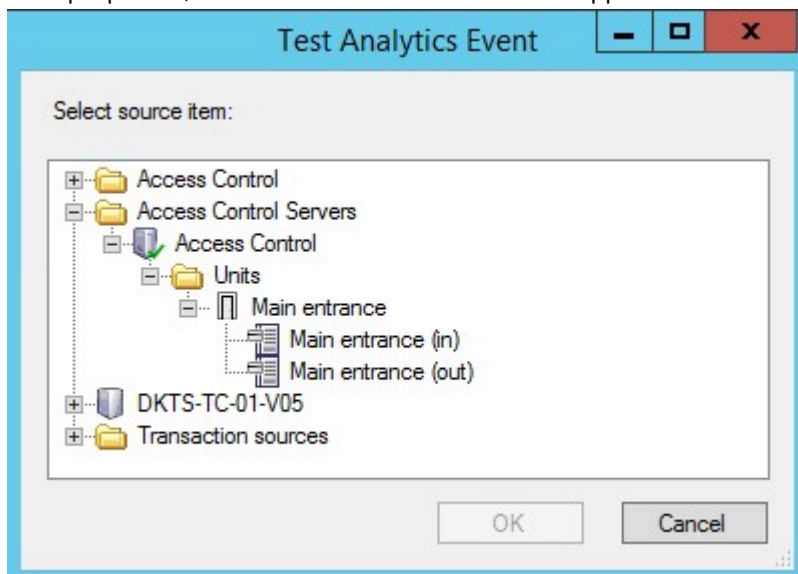 Test Analytics Event
Select source item:
Access Control
Access Control Servers
Access Control
Units
Main entrance
Main entrance (in)
Main entrance (out)
DKTS-TC-01-V05
Transaction sources
OK
Cancel